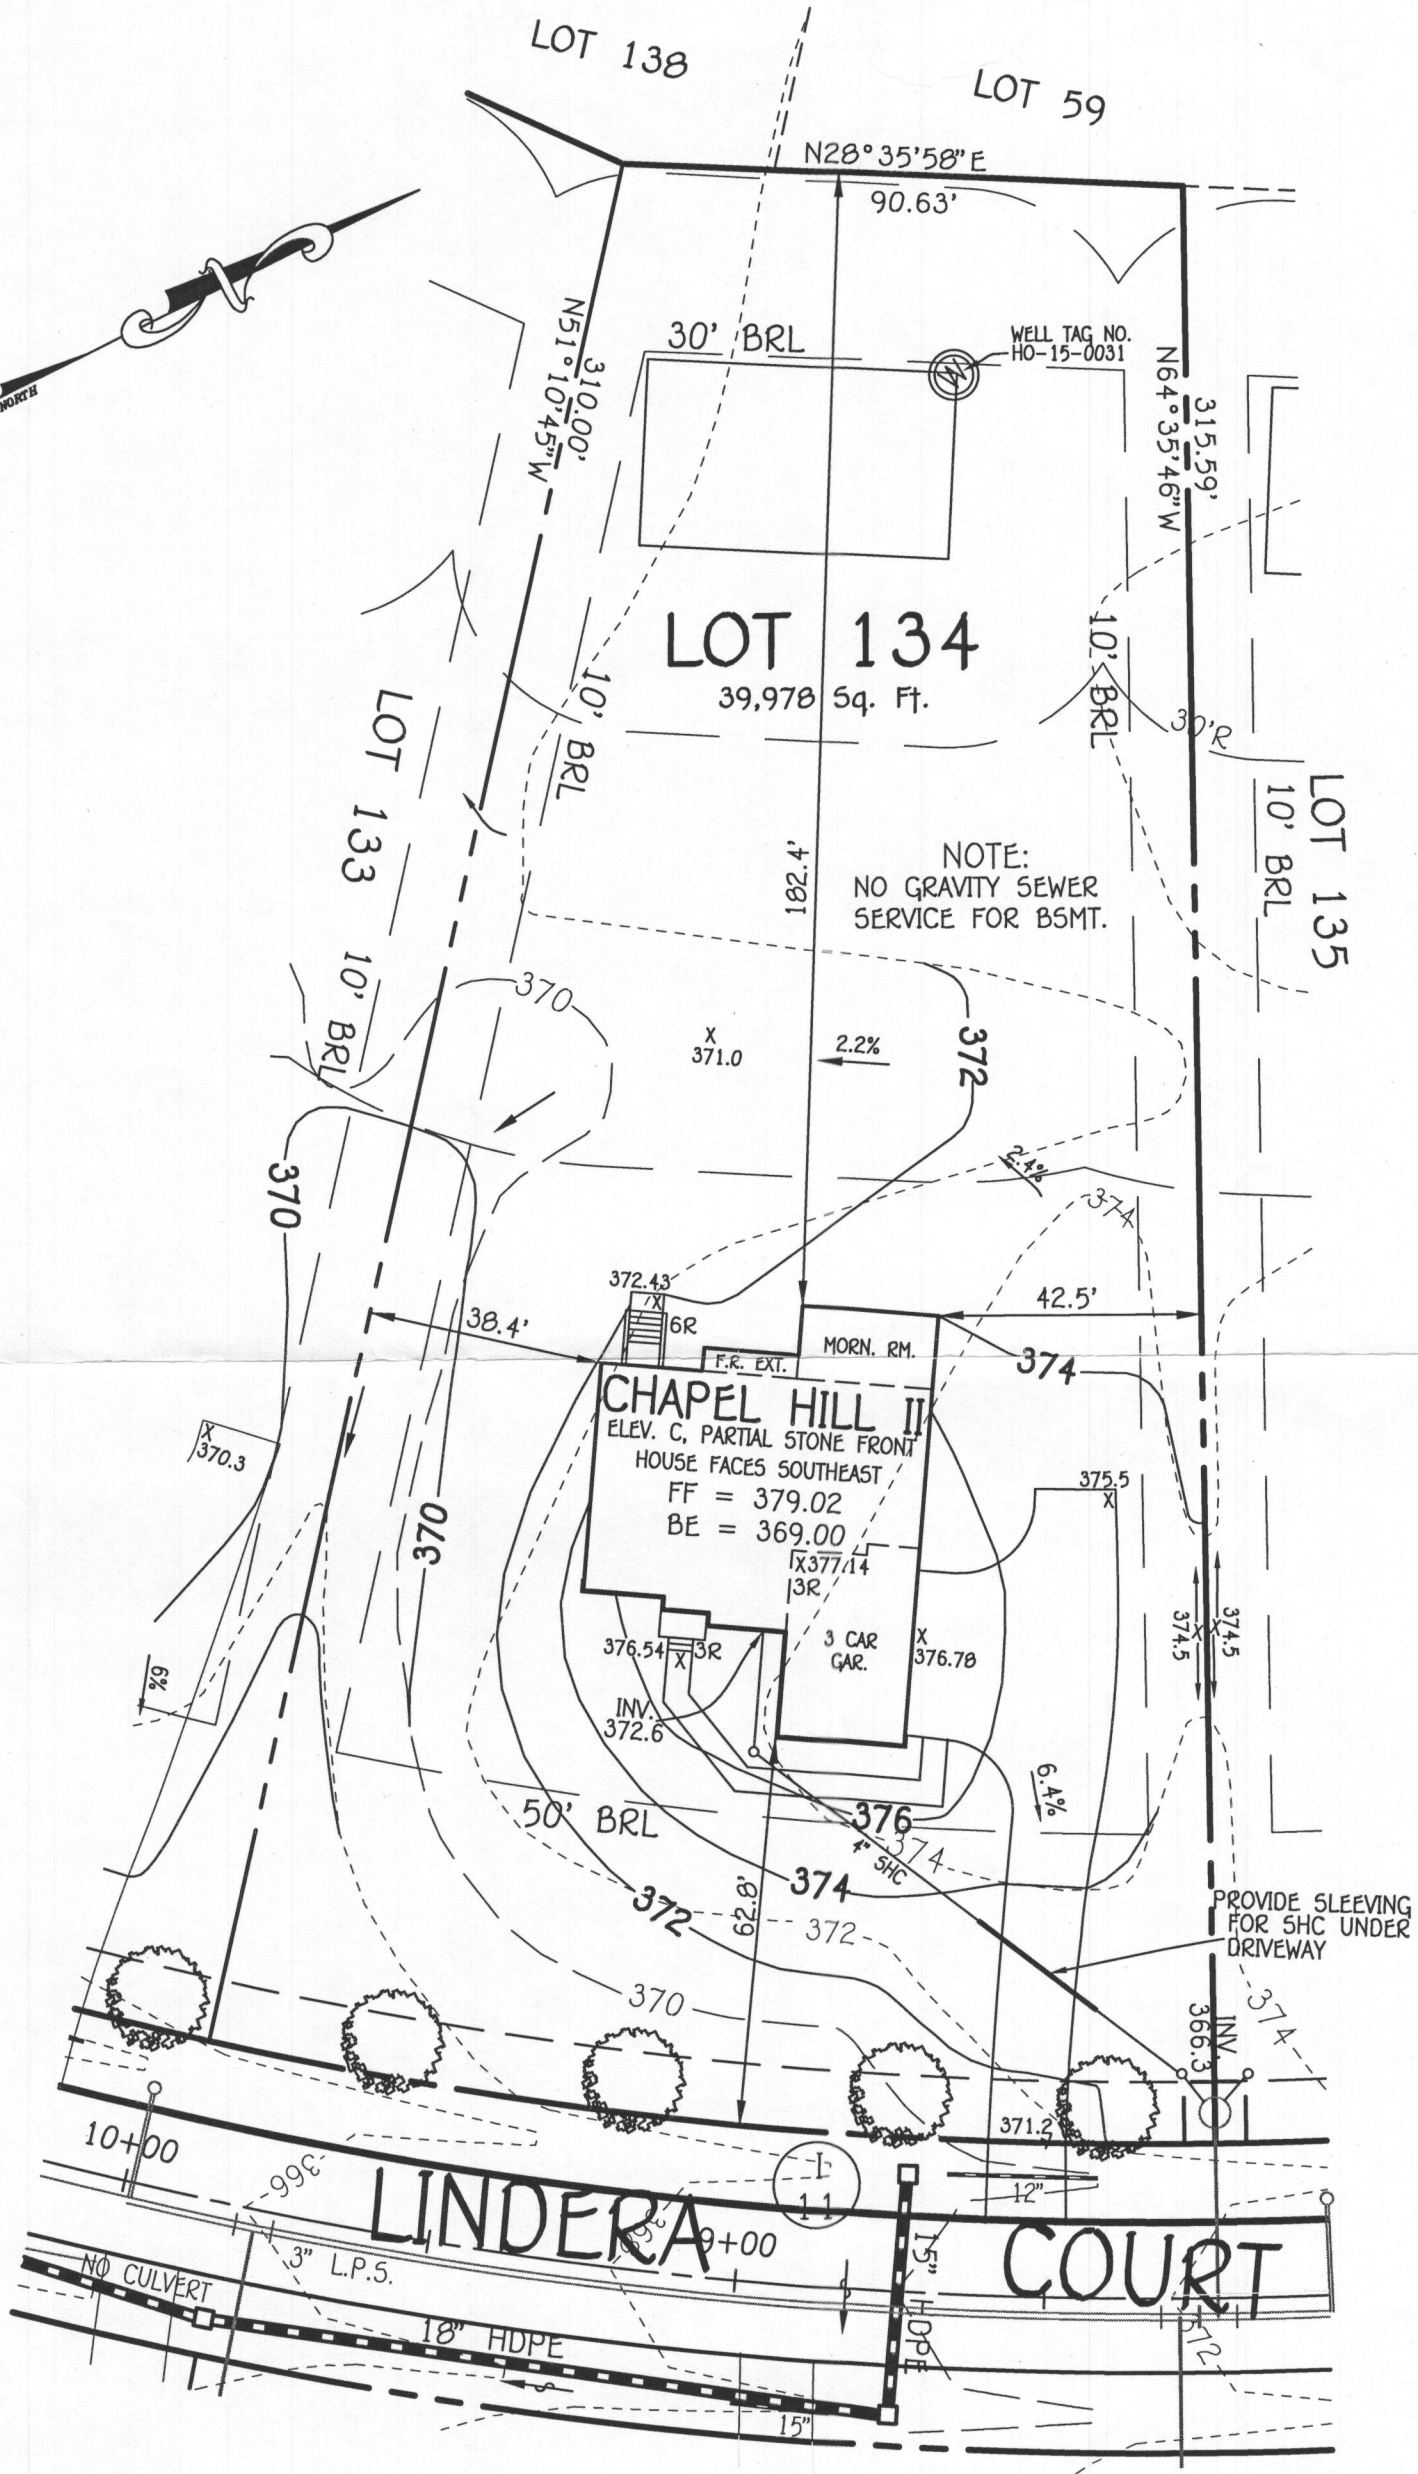 LOT 138
LOT 59
N28°35'58"E
90.63'
NORTH
N51°10'45"W
310.00'
30' BRL
WELL TAG NO.
HO-15-0031
N64°35'46"W
315.59'
LOT 134
39,978 Sq. Ft.
10' BRL
10' BRL
30'R
LOT 133
10' BRL
LOT 135
10' BRL
182.4'
NOTE:
NO GRAVITY SEWER
SERVICE FOR BSMT.
370
X
371.0
2.2%
372
370
2.4%
374
372.43
X
6R
38.4'
42.5'
F.R. EXT.
MORN. RM.
374
CHAPEL HILL II
ELEV. C, PARTIAL STONE FRONT
HOUSE FACES SOUTHEAST
FF = 379.02
BE = 369.00
X
370.3
370
375.5
X
X377.14
3R
3 CAR
GAR.
X
376.78
376.54
X
3R
374.5
X
X
374.5
INV.
372.6
6%
6.4%
50' BRL
376
374
4" SHC
374
372
62.8'
372
PROVIDE SLEEVING
FOR SHC UNDER
DRIVEWAY
370
374
INV.
366.3
371.2
10+00
366
I-
11
12"
LINDERA COURT
366
9+00
15" HDPE
3" L.P.S.
NO CULVERT
18" HDPE
372
15"